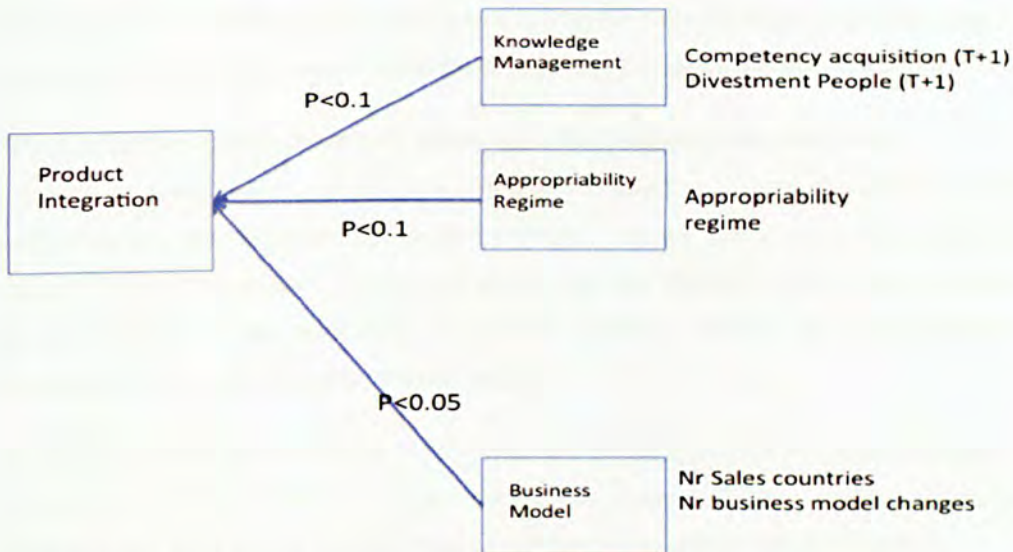 Knowledge
Management
Competency acquisition (T+1)
Divestment People (T+1)
P<0.1
Product
Integration
Appropriability
Regime
Appropriability
regime
P<0.1
P<0.05
Business
Model
Nr Sales countries
Nr business model changes